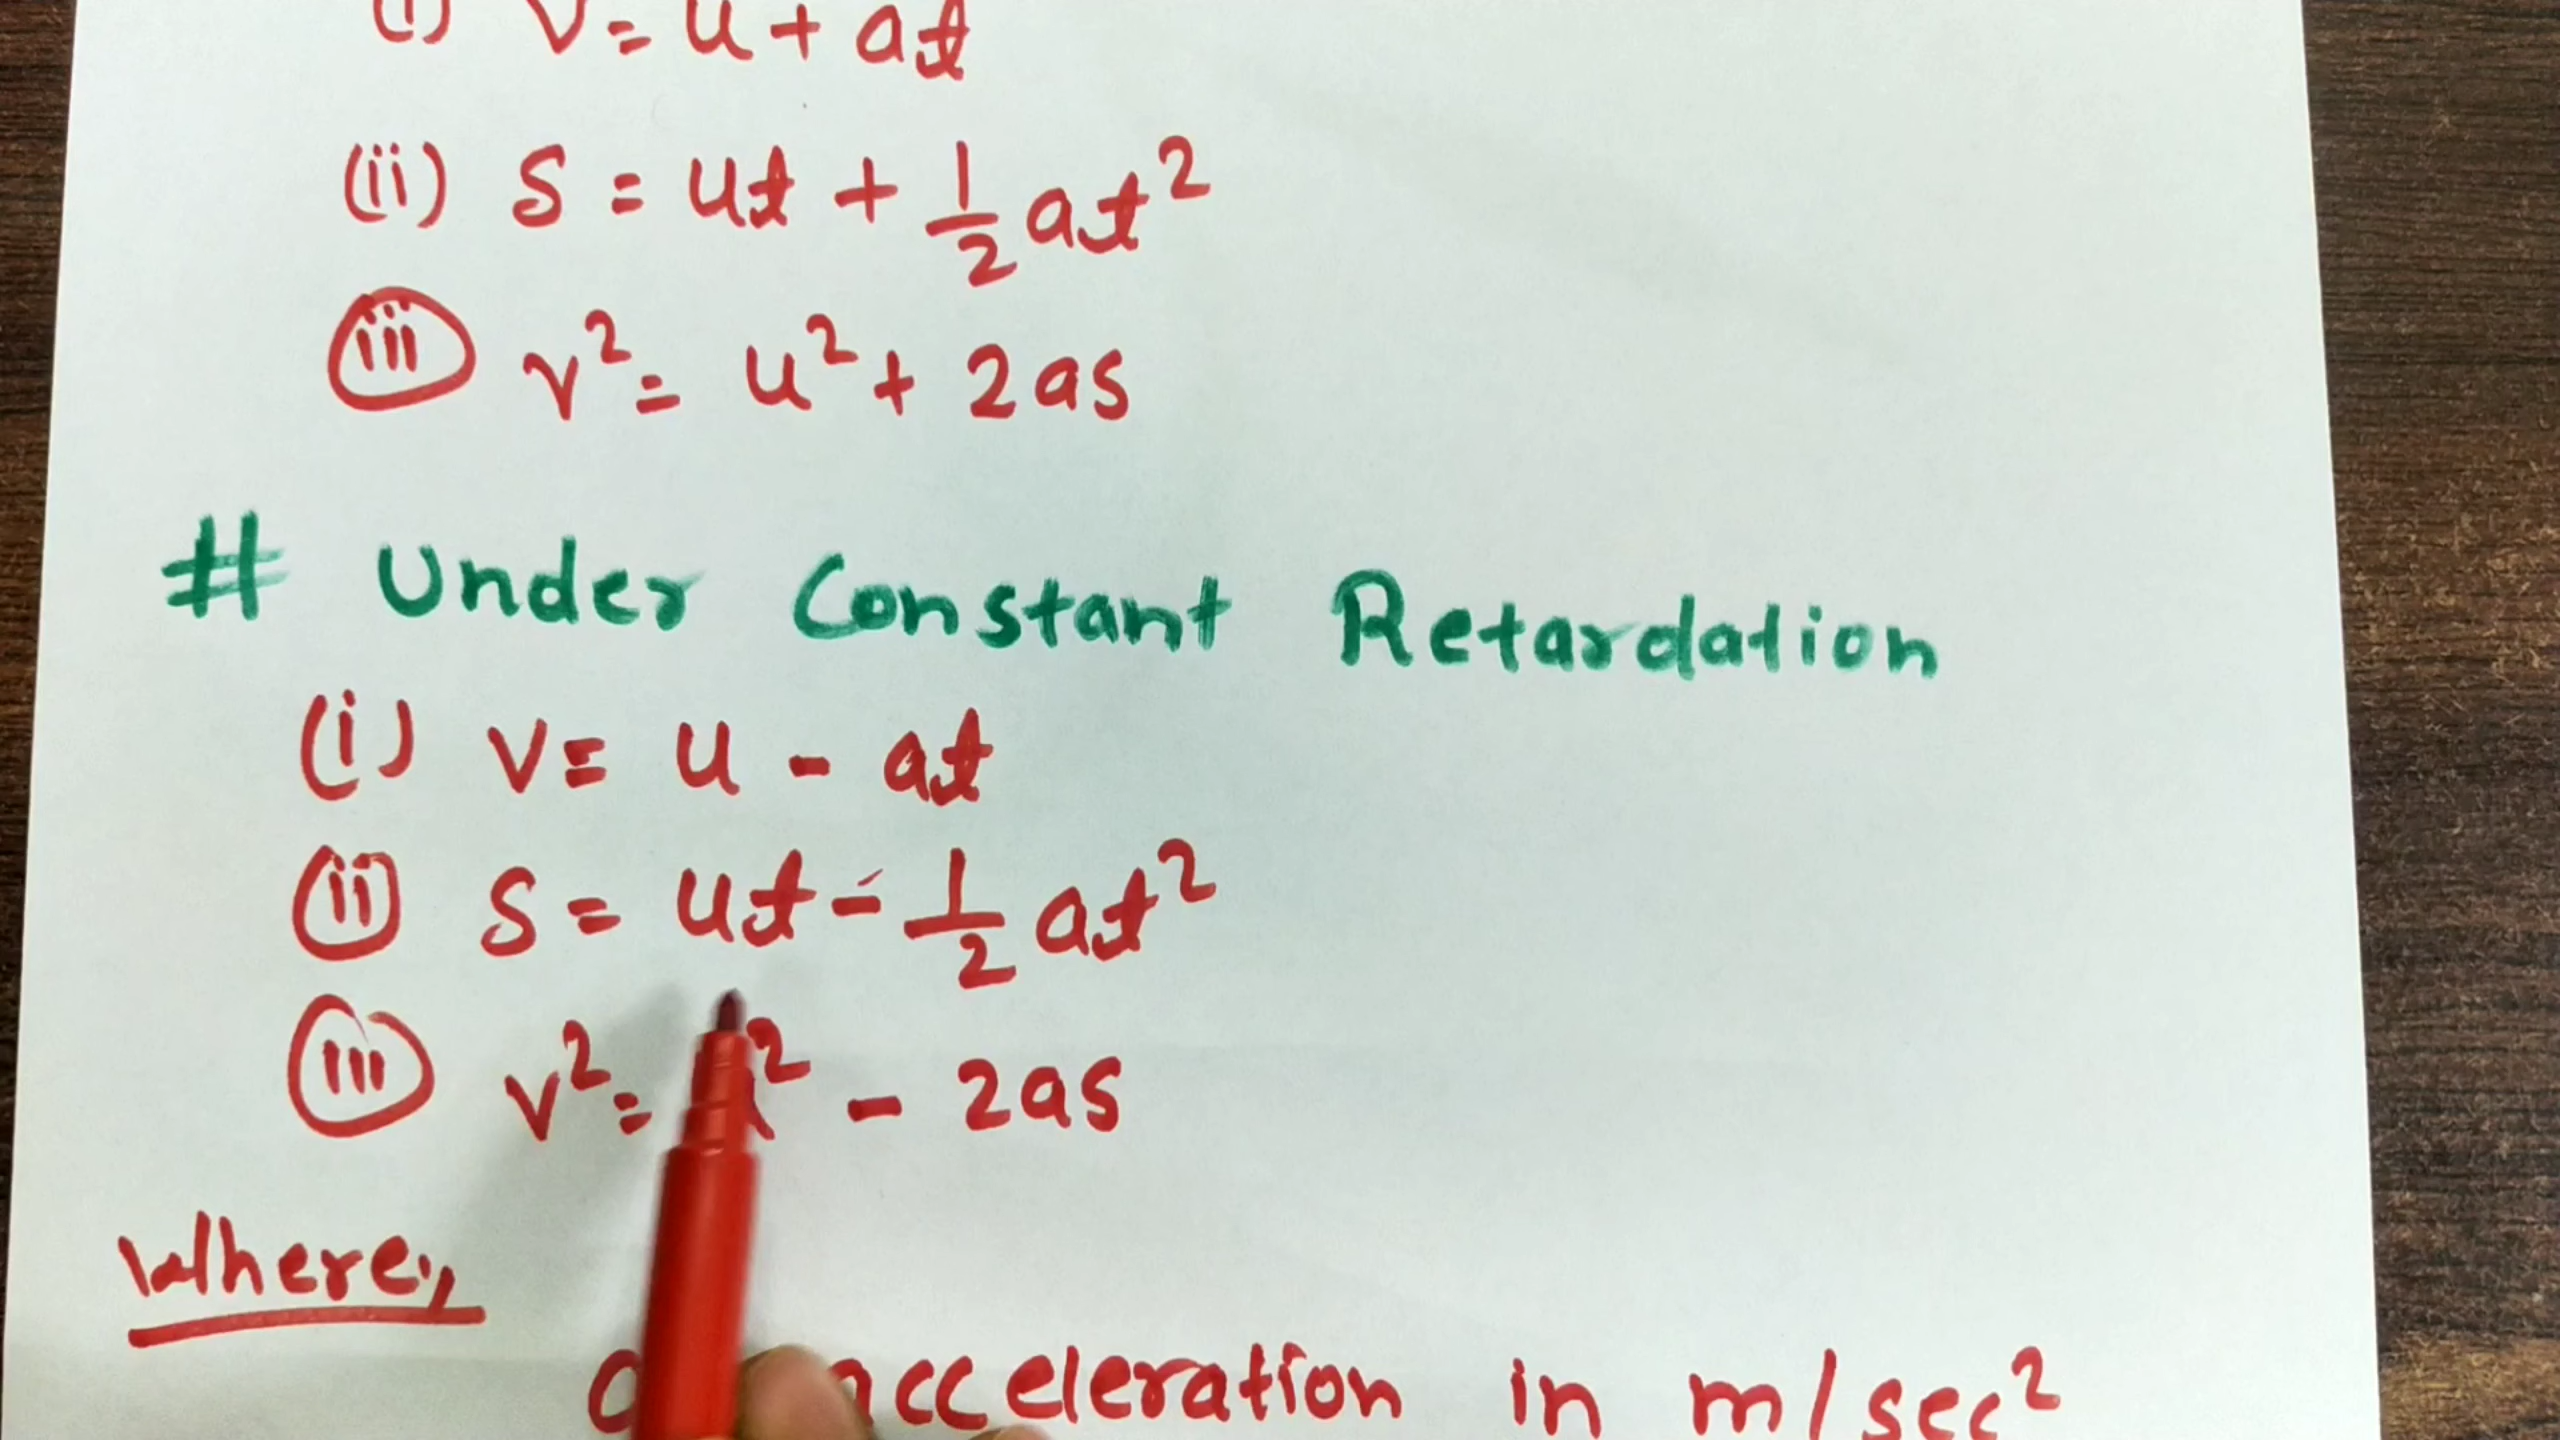 (i) v = u + at
(ii) s = ut + 1/2 at²
(iii) v² = u² + 2as
# Under Constant Retardation
(i) v = u - at
(ii) s = ut - 1/2 at²
(iii) v² = u² - 2as
Where,
acceleration in m/sec²